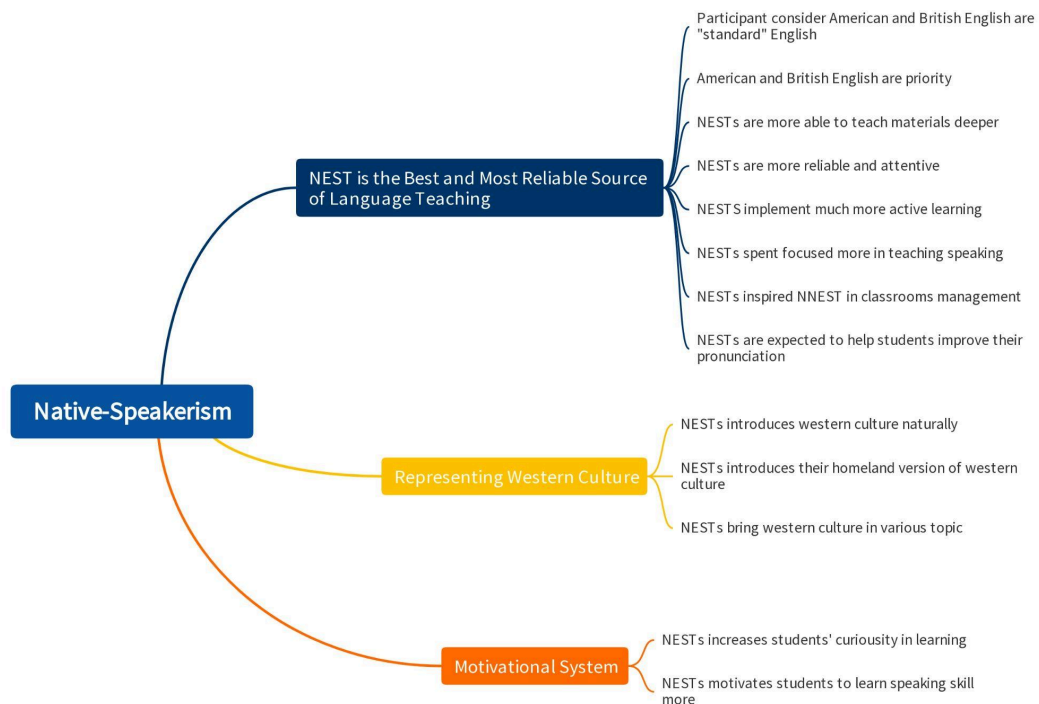 Participant consider American and British English are
"standard" English
American and British English are priority
NESTs are more able to teach materials deeper
NEST is the Best and Most Reliable Source
of Language Teaching
NESTs are more reliable and attentive
NESTS implement much more active learning
NESTs spent focused more in teaching speaking
NESTs inspired NNEST in classrooms management
NESTs are expected to help students improve their
pronunciation
Native-Speakerism
NESTs introduces western culture naturally
Representing Western Culture
NESTs introduces their homeland version of western
culture
NESTs bring western culture in various topic
NESTs increases students' curiousity in learning
Motivational System
NESTs motivates students to learn speaking skill
more